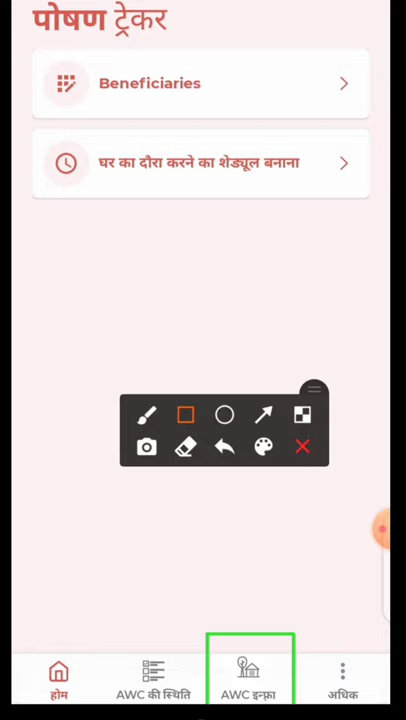 पोषण ट्रेकर
Beneficiaries
घर का दौरा करने का शेड्यूल बनाना
होम
AWC की स्थिति
AWC इन्फ्रा
अधिक